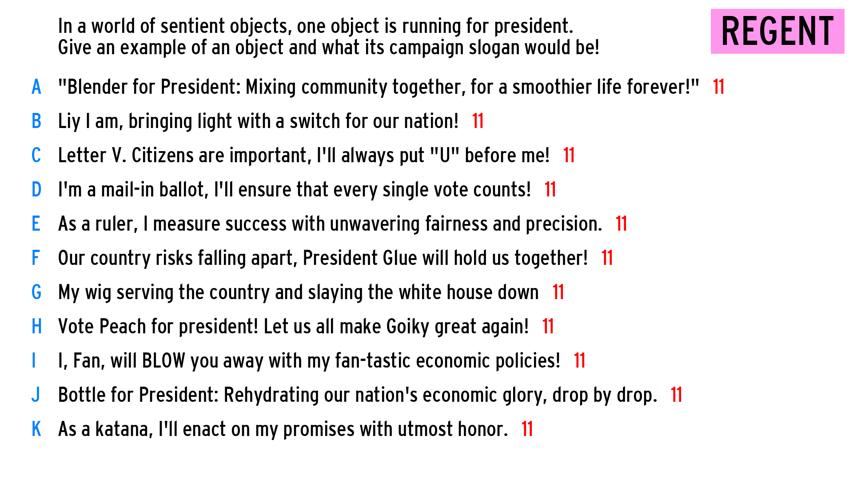 In a world of sentient objects, one object is running for president.
Give an example of an object and what its campaign slogan would be!
REGENT
A "Blender for President: Mixing community together, for a smoothier life forever!" 11
B Liy I am, bringing light with a switch for our nation! 11
C Letter V. Citizens are important, I'll always put "U" before me! 11
D I'm a mail-in ballot, I'll ensure that every single vote counts! 11
E As a ruler, I measure success with unwavering fairness and precision. 11
F Our country risks falling apart, President Glue will hold us together! 11
G My wig serving the country and slaying the white house down 11
H Vote Peach for president! Let us all make Goiky great again! 11
I I, Fan, will BLOW you away with my fan-tastic economic policies! 11
J Bottle for President: Rehydrating our nation's economic glory, drop by drop. 11
K As a katana, I'll enact on my promises with utmost honor. 11